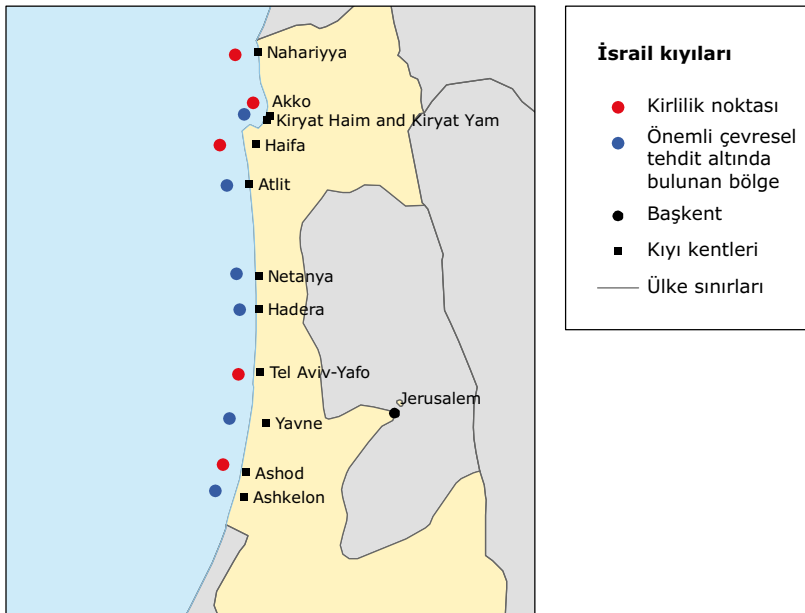 Nahariyya
Akko
Kiryat Haim and Kiryat Yam
Haifa
Atlit
Netanya
Hadera
Tel Aviv-Yafo
Jerusalem
Yavne
Ashod
Ashkelon
İsrail kıyıları
Kirlilik noktası
Önemli çevresel
tehdit altında
bulunan bölge
Başkent
Kıyı kentleri
Ülke sınırları